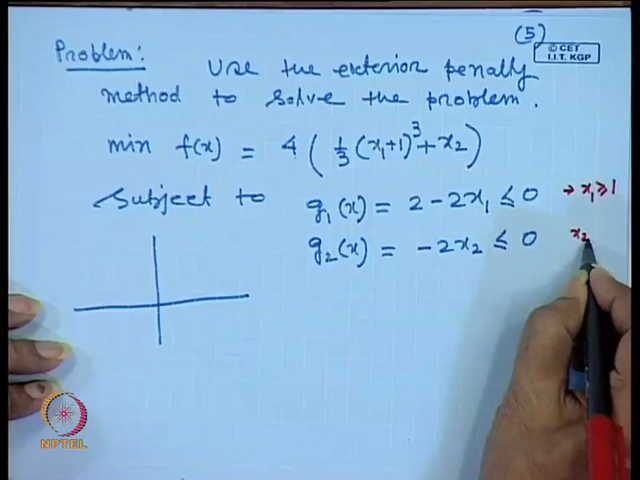 (5)
© CET
I.I.T. KGP
Problem: Use the exterior penalty
method to solve the problem.
min f(x) = 4 ( 1/3 (x₁+1)³ + x₂ )
Subject to g₁(x) = 2 - 2x₁ ≤ 0 → x₁ ≥ 1
g₂(x) = - 2x₂ ≤ 0 x₂
NPTEL